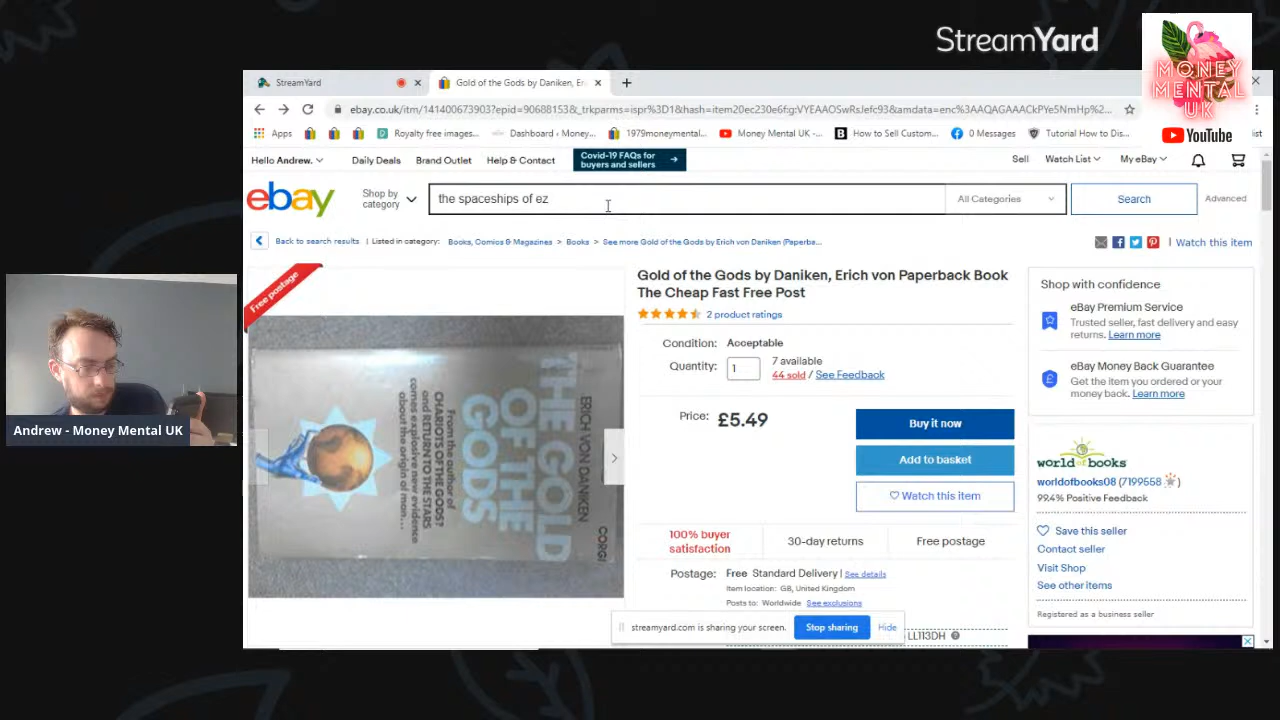 StreamYard
MONEY
MENTAL
UK
YouTube
StreamYard
Gold of the Gods by Daniken, Er
ebay.co.uk/itm/141400673903?epid=90688153&_trkparms=ispr%3D1&hash=item20ec230e6f:g:VYEAAOSwRsJefc93&amdata=enc%3AAQAGAAACkPYe5NmHp%2C...
Apps
Royalty free images...
Dashboard ‹ Money...
1979moneymental...
Money Mental UK -...
How to Sell Custom...
0 Messages
Tutorial How to Dis...
Hello Andrew.
Daily Deals
Brand Outlet
Help & Contact
Covid-19 FAQs for
buyers and sellers
Sell
Watch List
My eBay
ebay
Shop by
category
the spaceships of ez
All Categories
Search
Advanced
Back to search results
Listed in category:
Books, Comics & Magazines > Books > See more Gold of the Gods by Erich von Daniken (Paperba...
Watch this item
Free postage
ERICH VON DANIKEN
THE GOLD
OF THE
GODS
From the author of
CHARIOTS OF THE GODS?
and RETURN TO THE STARS
comes explosive new evidence
about the origin of man...
CORGI
Gold of the Gods by Daniken, Erich von Paperback Book
The Cheap Fast Free Post
2 product ratings
Condition: Acceptable
Quantity: 1 7 available
44 sold / See Feedback
Price: £5.49
Buy it now
Add to basket
Watch this item
100% buyer
satisfaction
30-day returns
Free postage
Postage: Free Standard Delivery | See details
Item location: GB, United Kingdom
Posts to: Worldwide See exclusions
LL113DH
streamyard.com is sharing your screen.
Stop sharing
Hide
Shop with confidence
eBay Premium Service
Trusted seller, fast delivery and easy
returns. Learn more
eBay Money Back Guarantee
Get the item you ordered or your
money back. Learn more
world of books
worldofbooks08 (7199558 )
99.4% Positive Feedback
Save this seller
Contact seller
Visit Shop
See other items
Registered as a business seller
Andrew - Money Mental UK